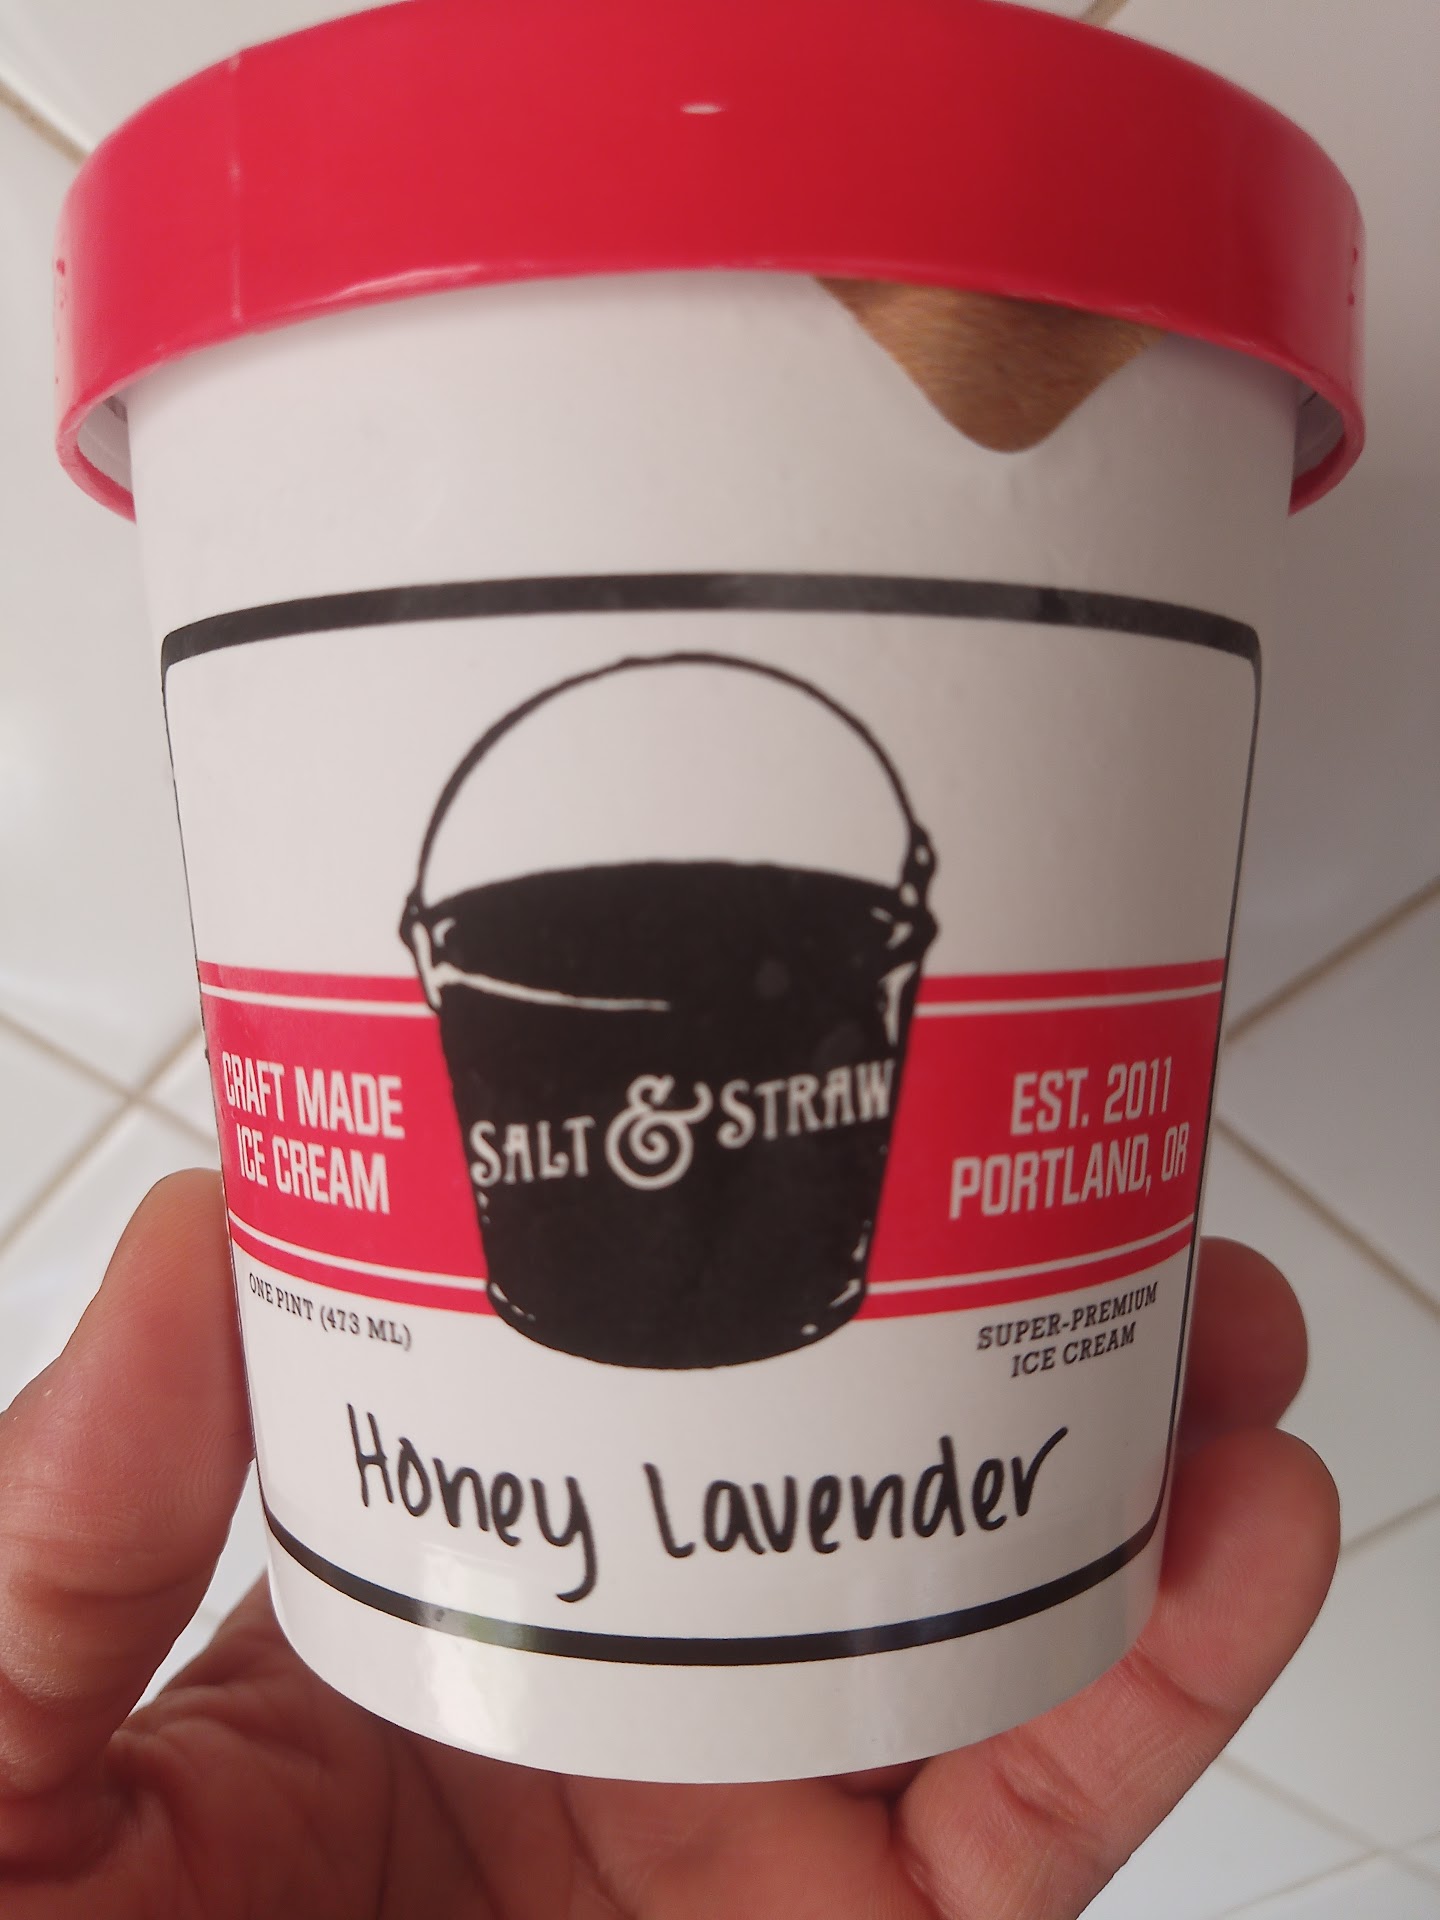 SALT & STRAW
CRAFT MADE
ICE CREAM
EST. 2011
PORTLAND, OR
ONE PINT (473 ML)
SUPER-PREMIUM
ICE CREAM
Honey Lavender